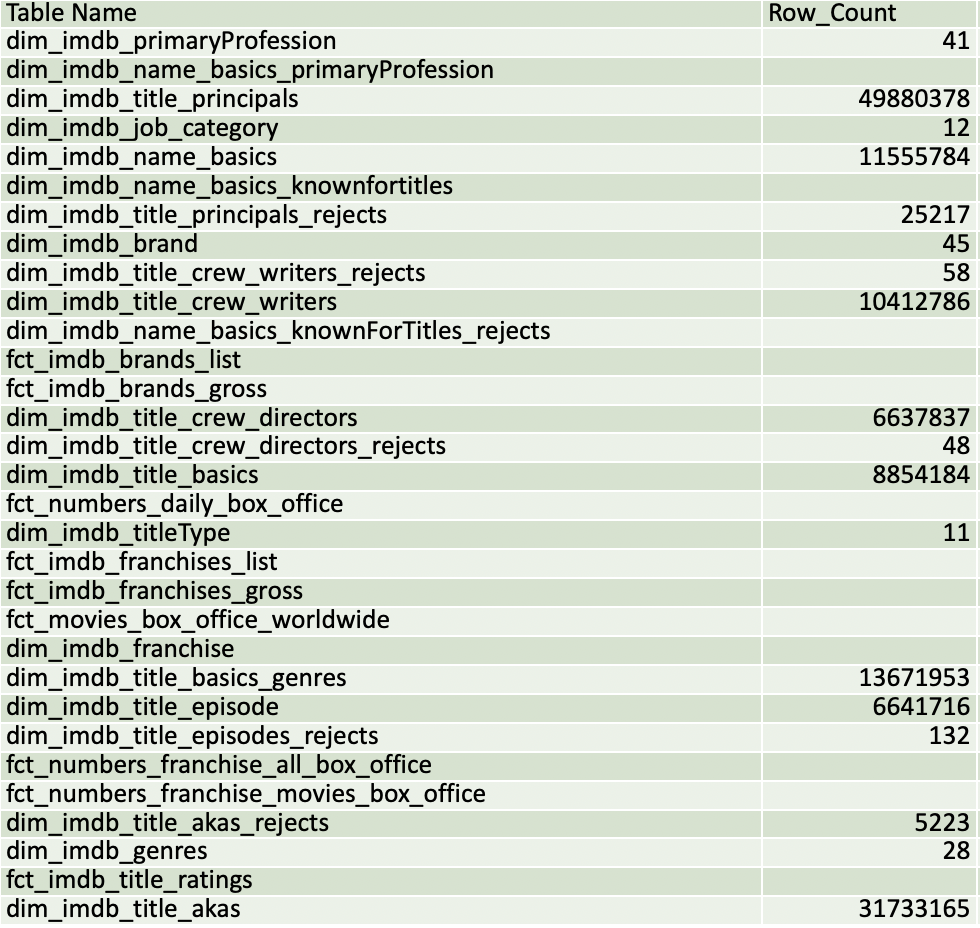 Table Name Row_Count
dim_imdb_primaryProfession 41
dim_imdb_name_basics_primaryProfession
dim_imdb_title_principals 49880378
dim_imdb_job_category 12
dim_imdb_name_basics 11555784
dim_imdb_name_basics_knownfortitles
dim_imdb_title_principals_rejects 25217
dim_imdb_brand 45
dim_imdb_title_crew_writers_rejects 58
dim_imdb_title_crew_writers 10412786
dim_imdb_name_basics_knownForTitles_rejects
fct_imdb_brands_list
fct_imdb_brands_gross
dim_imdb_title_crew_directors 6637837
dim_imdb_title_crew_directors_rejects 48
dim_imdb_title_basics 8854184
fct_numbers_daily_box_office
dim_imdb_titleType 11
fct_imdb_franchises_list
fct_imdb_franchises_gross
fct_movies_box_office_worldwide
dim_imdb_franchise
dim_imdb_title_basics_genres 13671953
dim_imdb_title_episode 6641716
dim_imdb_title_episodes_rejects 132
fct_numbers_franchise_all_box_office
fct_numbers_franchise_movies_box_office
dim_imdb_title_akas_rejects 5223
dim_imdb_genres 28
fct_imdb_title_ratings
dim_imdb_title_akas 31733165